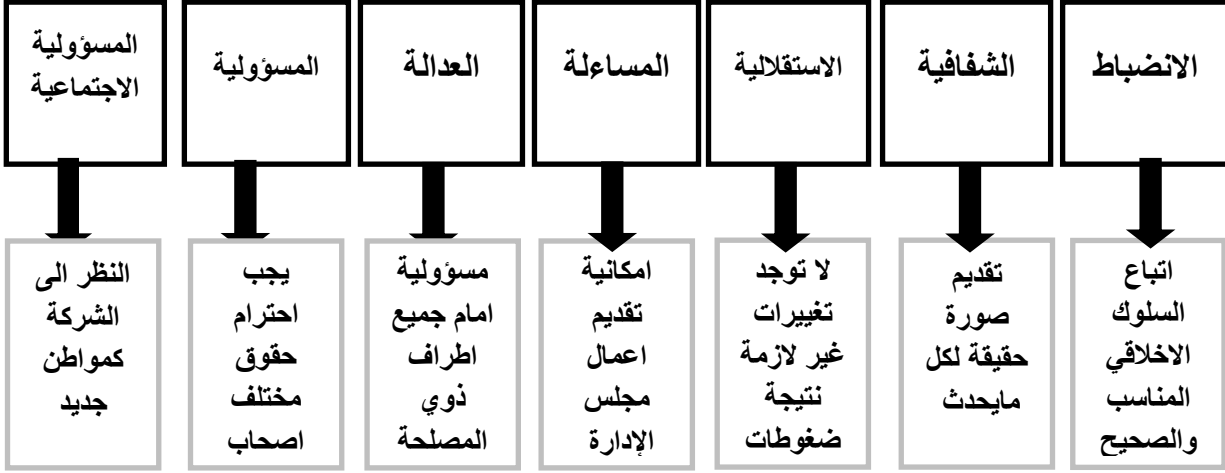 الانضباط
الشفافية
الاستقلالية
المساءلة
العدالة
المسؤولية
المسؤولية
الاجتماعية
اتباع
السلوك
الاخلاقي
المناسب
والصحيح
تقديم
صورة
حقيقة لكل
مايحدث
لا توجد
تغييرات
غير لازمة
نتيجة
ضغوطات
امكانية
تقديم
اعمال
مجلس
الإدارة
مسؤولية
امام جميع
اطراف
ذوي
المصلحة
يجب
احترام
حقوق
مختلف
اصحاب
النظر الى
الشركة
كمواطن
جديد